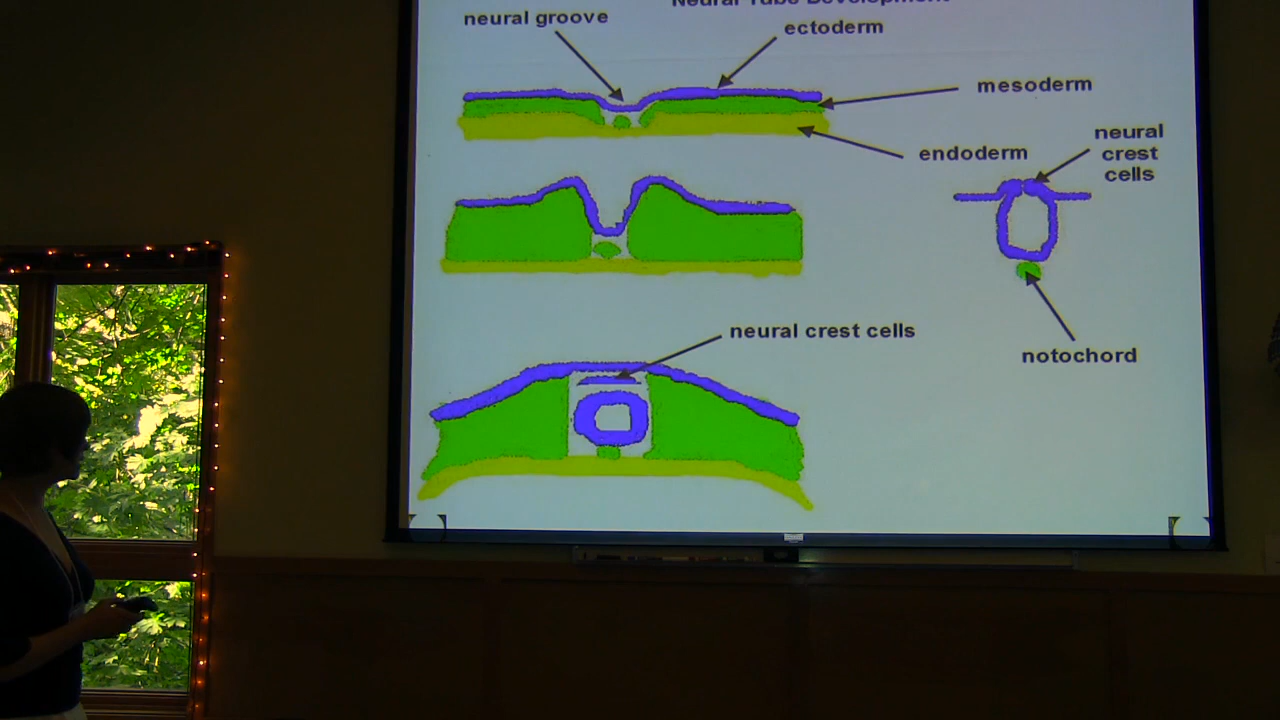 Neural Tube Development
neural groove
ectoderm
mesoderm
endoderm
neural
crest
cells
neural crest cells
notochord